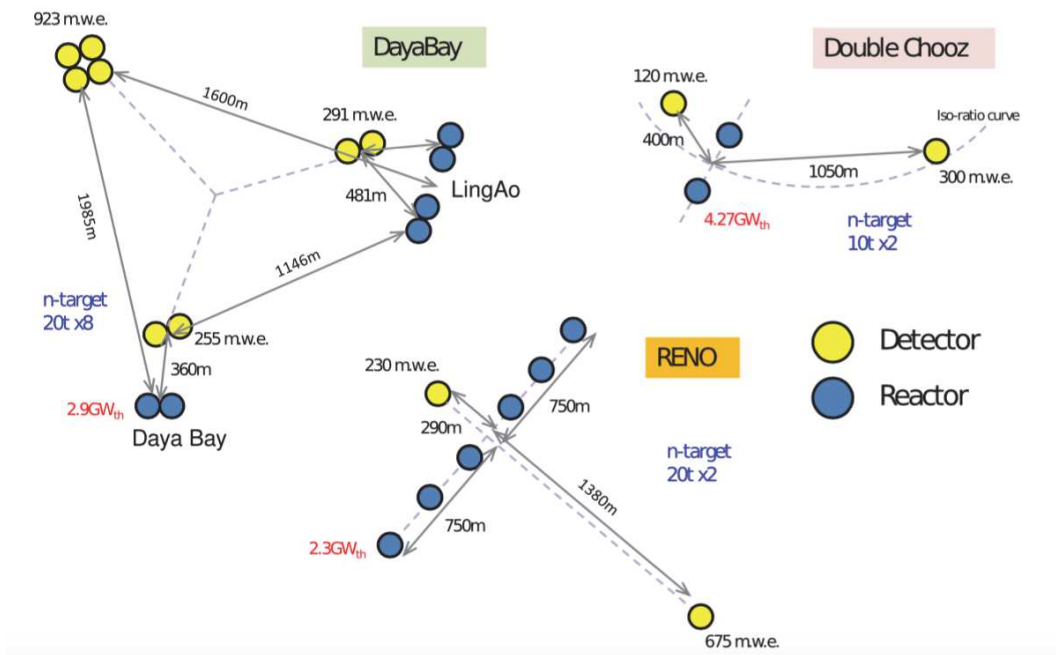 923 m.w.e.
DayaBay
1600m
291 m.w.e.
481m
LingAo
1985m
1146m
n-target
20t x8
255 m.w.e.
360m
2.9GWth
Daya Bay
Double Chooz
120 m.w.e.
Iso-ratio curve
400m
1050m
300 m.w.e.
4.27GWth
n-target
10t x2
RENO
230 m.w.e.
290m
750m
n-target
20t x2
1380m
750m
2.3GWth
675 m.w.e.
Detector
Reactor